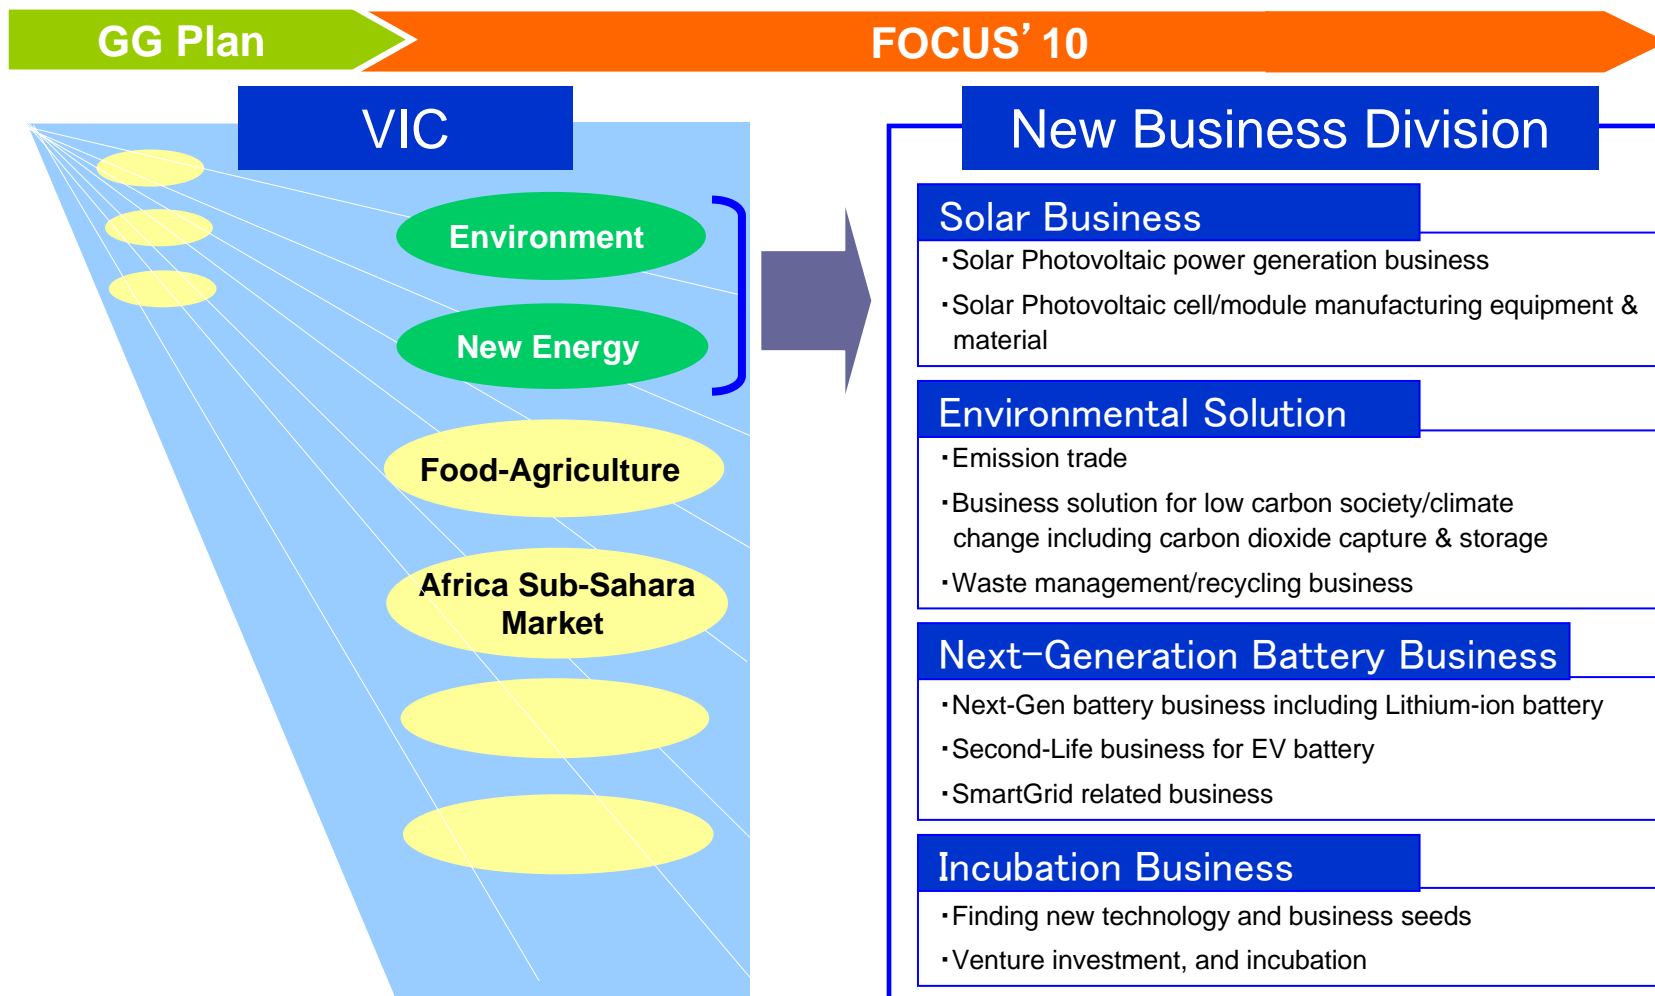 GG Plan
FOCUS’10
VIC
Environment
New Energy
Food-Agriculture
Africa Sub-Sahara
Market
New Business Division
Solar Business
・Solar Photovoltaic power generation business
・Solar Photovoltaic cell/module manufacturing equipment &
material
Environmental Solution
・Emission trade
・Business solution for low carbon society/climate
change including carbon dioxide capture & storage
・Waste management/recycling business
Next-Generation Battery Business
・Next-Gen battery business including Lithium-ion battery
・Second-Life business for EV battery
・SmartGrid related business
Incubation Business
・Finding new technology and business seeds
・Venture investment, and incubation